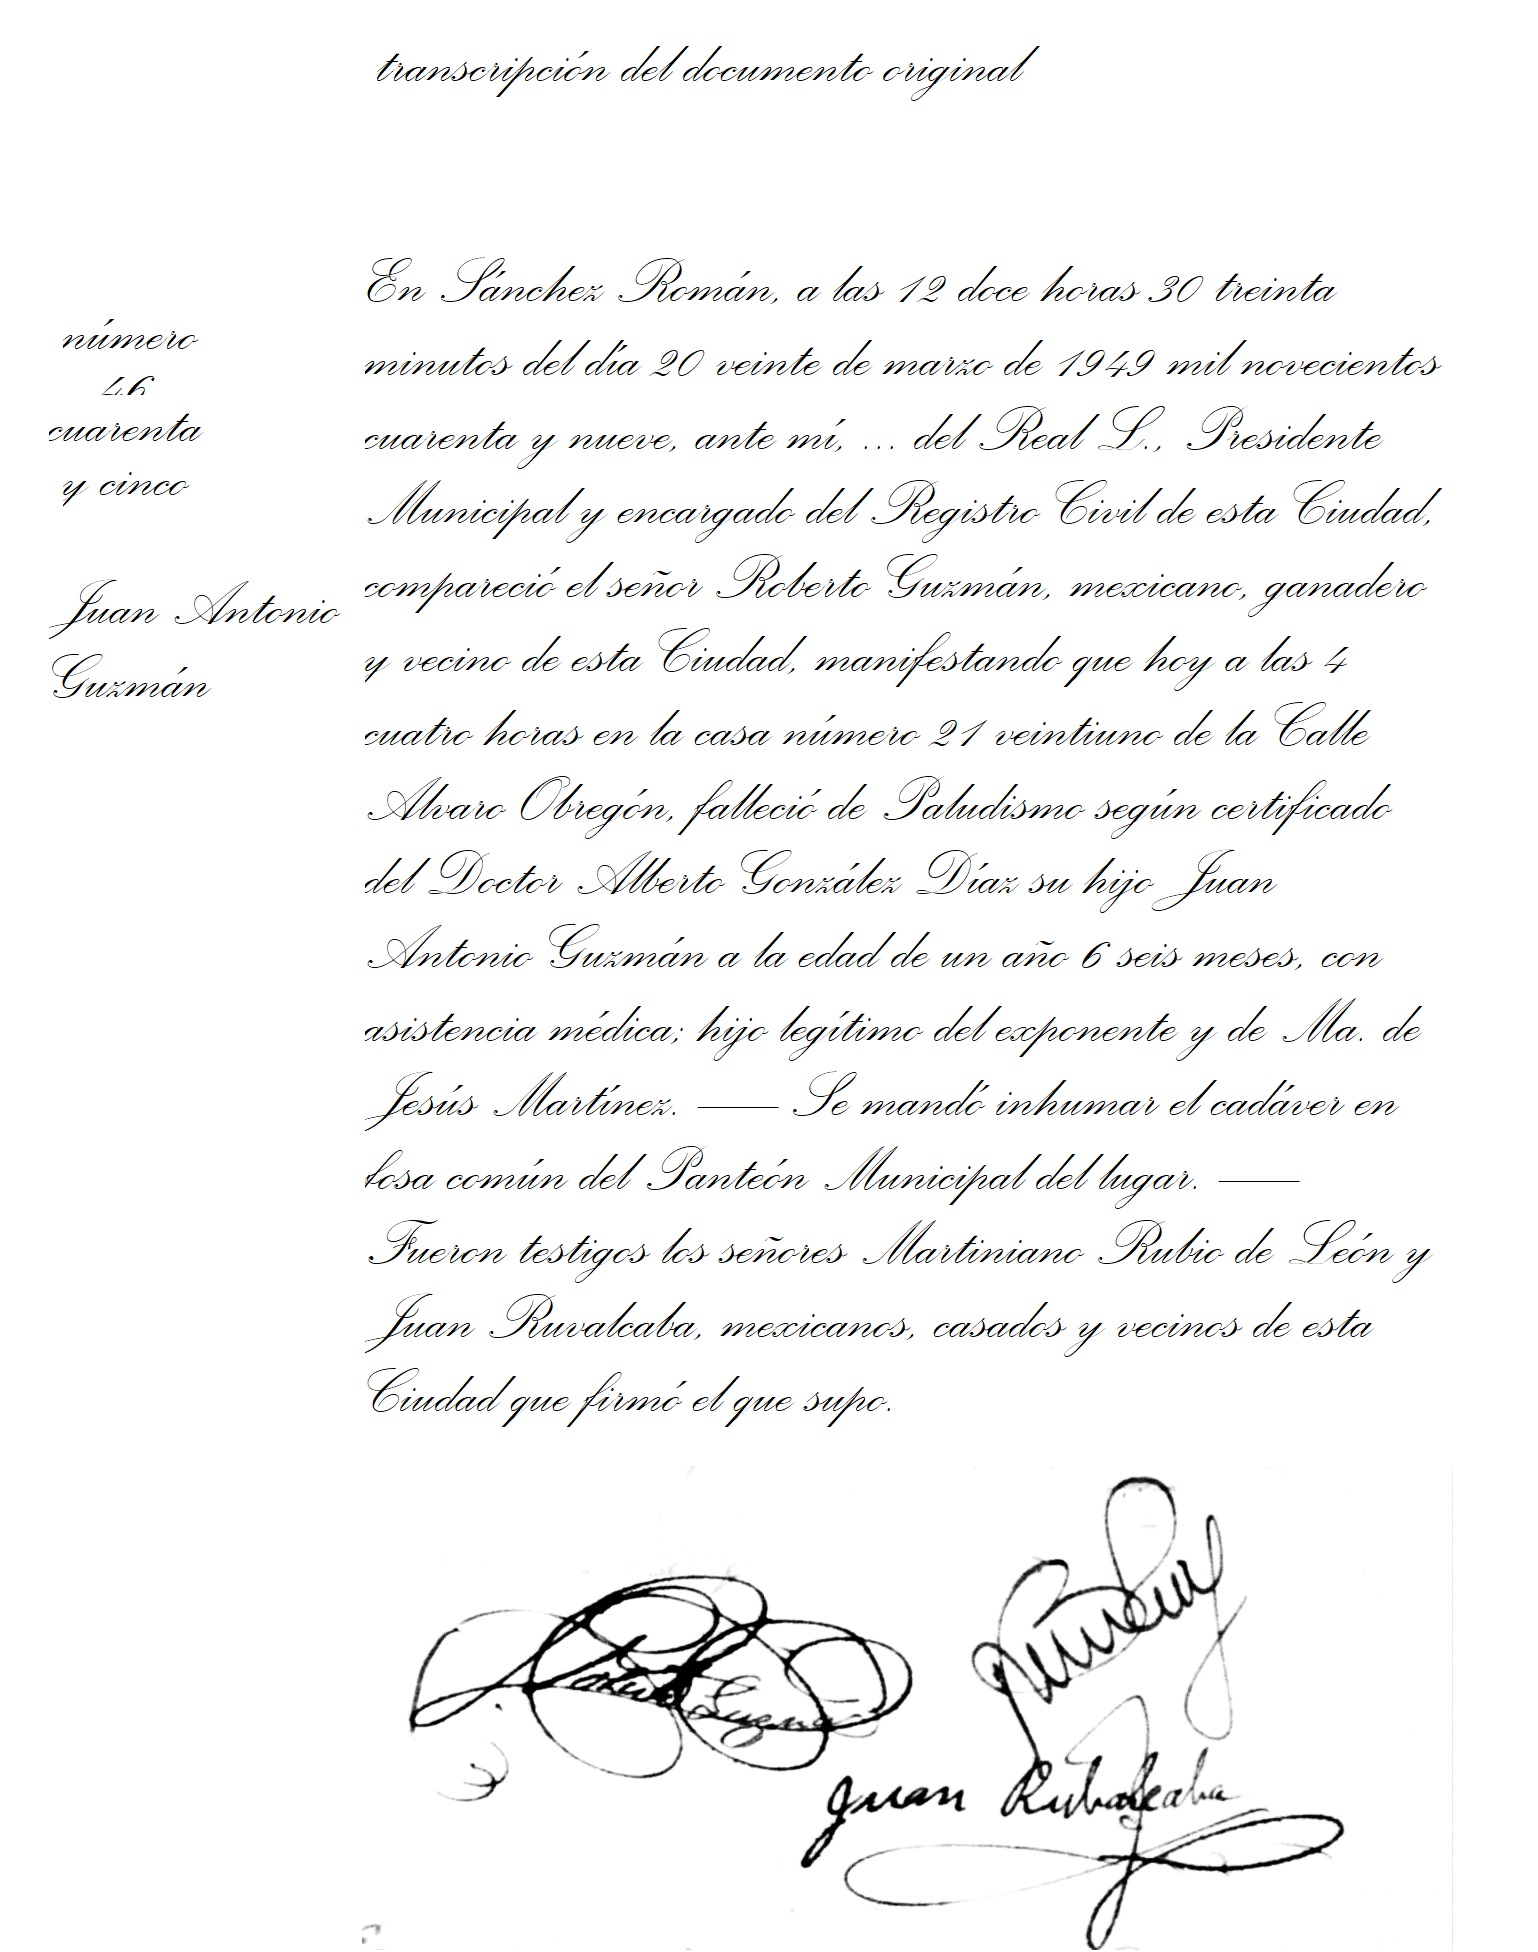 transcripción del documento original
número
46
cuarenta
y cinco
Juan Antonio
Guzmán
En Sánchez Román, a las 12 doce horas 30 treinta
minutos del día 20 veinte de marzo de 1949 mil novecientos
cuarenta y nueve, ante mí, ... del Real L., Presidente
Municipal y encargado del Registro Civil de esta Ciudad,
compareció el señor Roberto Guzmán, mexicano, ganadero
y vecino de esta Ciudad, manifestando que hoy a las 4
cuatro horas en la casa número 21 veintiuno de la Calle
Alvaro Obregón, falleció de Paludismo según certificado
del Doctor Alberto González Díaz su hijo Juan
Antonio Guzmán a la edad de un año 6 seis meses, con
asistencia médica; hijo legítimo del exponente y de Ma. de
Jesús Martínez. —— Se mandó inhumar el cadáver en
fosa común del Panteón Municipal del lugar. ——
Fueron testigos los señores Martiniano Rubio de León y
Juan Ruvalcaba, mexicanos, casados y vecinos de esta
Ciudad que firmó el que supo.
Roberto Guzmán
Juan Rubalcaba